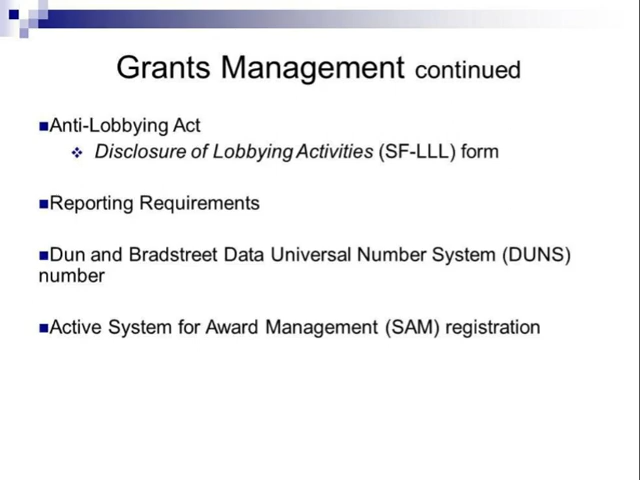 Grants Management continued
Anti-Lobbying Act
Disclosure of Lobbying Activities (SF-LLL) form
Reporting Requirements
Dun and Bradstreet Data Universal Number System (DUNS)
number
Active System for Award Management (SAM) registration